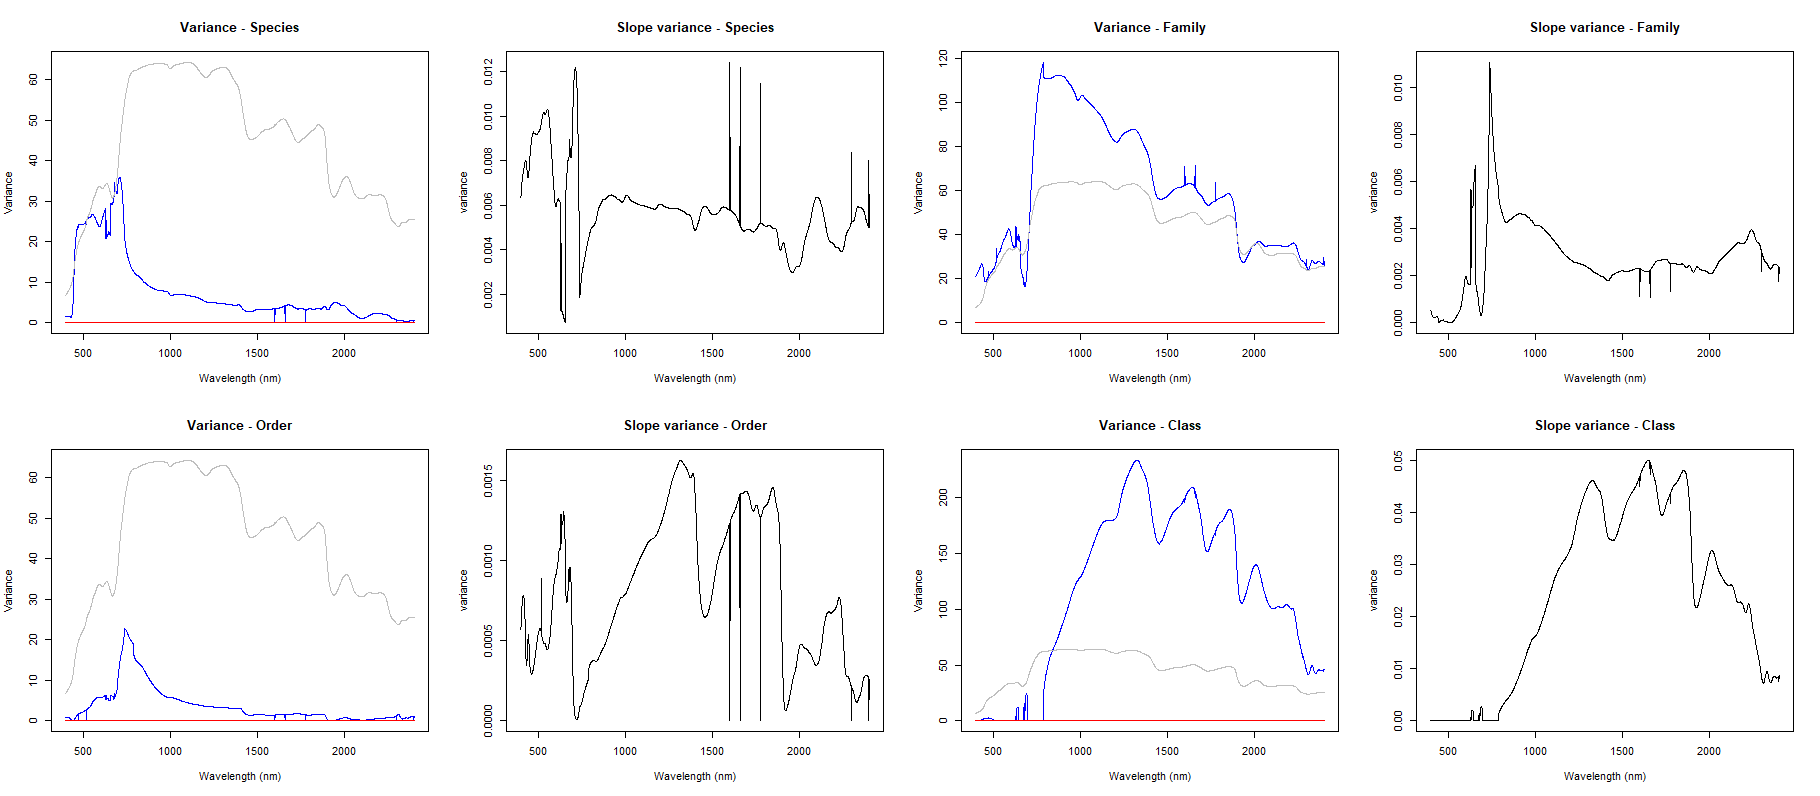 Variance - Species
60
50
40
30
20
10
0
Variance
500 1000 1500 2000
Wavelength (nm)
Slope variance - Species
0.012
0.010
0.008
0.006
0.004
0.002
variance
500 1000 1500 2000
Wavelength (nm)
Variance - Family
120
100
80
60
40
20
0
Variance
500 1000 1500 2000
Wavelength (nm)
Slope variance - Family
0.010
0.008
0.006
0.004
0.002
0.000
variance
500 1000 1500 2000
Wavelength (nm)
Variance - Order
60
50
40
30
20
10
0
Variance
500 1000 1500 2000
Wavelength (nm)
Slope variance - Order
0.0015
0.0010
0.0005
0.0000
variance
500 1000 1500 2000
Wavelength (nm)
Variance - Class
200
150
100
50
0
Variance
500 1000 1500 2000
Wavelength (nm)
Slope variance - Class
0.05
0.04
0.03
0.02
0.01
0.00
variance
500 1000 1500 2000
Wavelength (nm)